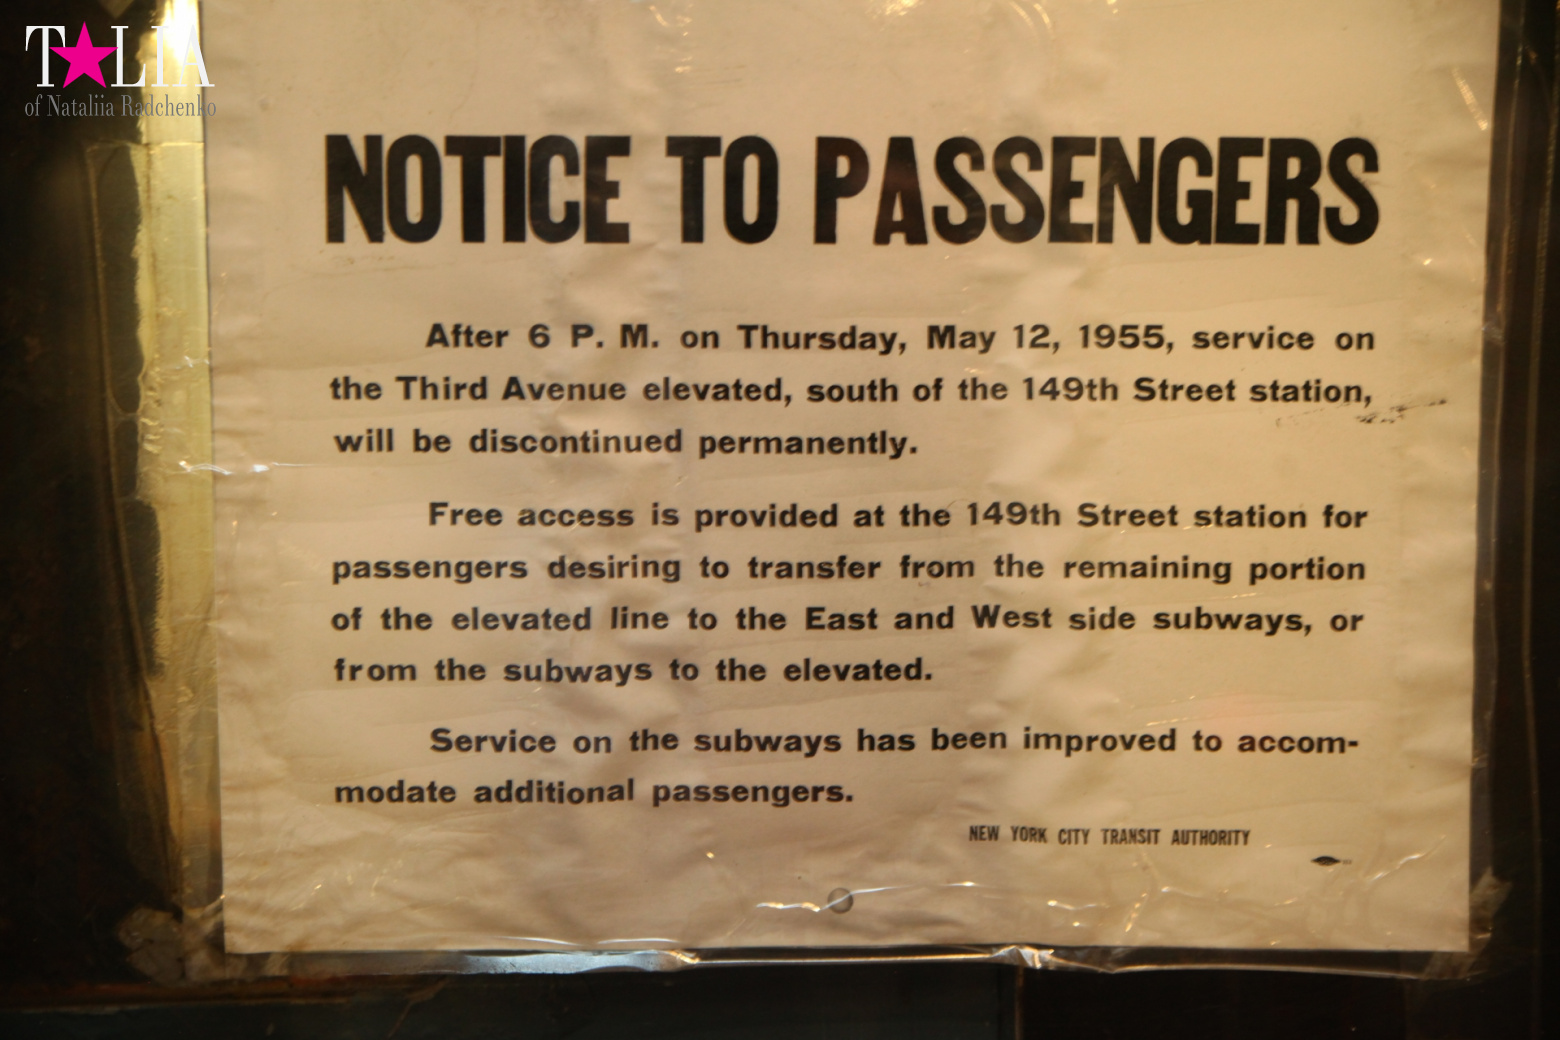 T★LIA
of Nataliia Radchenko
NOTICE TO PASSENGERS
After 6 P. M. on Thursday, May 12, 1955, service on
the Third Avenue elevated, south of the 149th Street station,
will be discontinued permanently.
Free access is provided at the 149th Street station for
passengers desiring to transfer from the remaining portion
of the elevated line to the East and West side subways, or
from the subways to the elevated.
Service on the subways has been improved to accom-
modate additional passengers.
NEW YORK CITY TRANSIT AUTHORITY